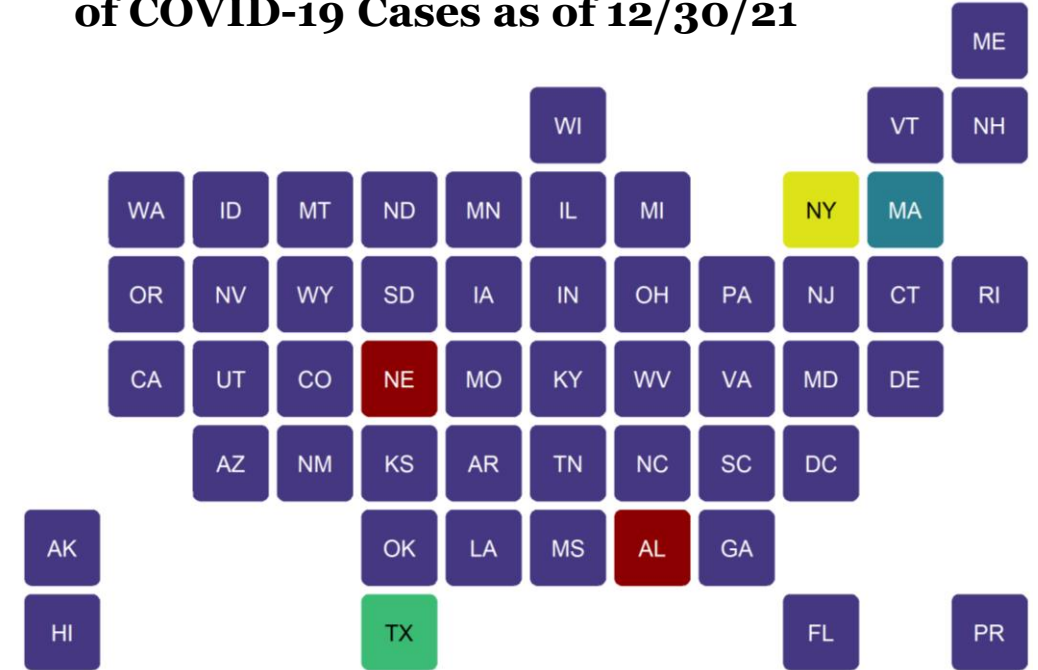 of COVID-19 Cases as of 12/30/21
ME
WI VT NH
WA ID MT ND MN IL MI NY MA
OR NV WY SD IA IN OH PA NJ CT RI
CA UT CO NE MO KY WV VA MD DE
AZ NM KS AR TN NC SC DC
AK OK LA MS AL GA
HI TX FL PR